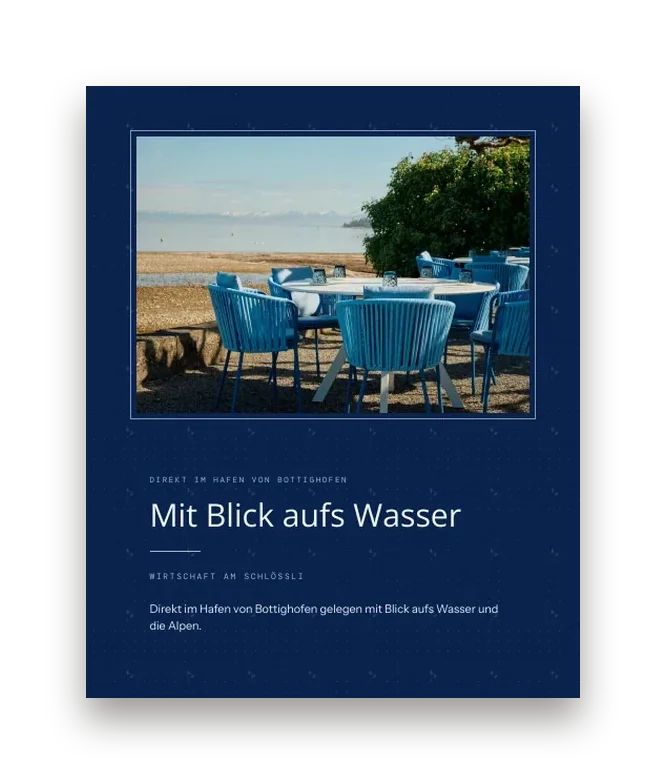 DIREKT IM HAFEN VON BOTTIGHOFEN
Mit Blick aufs Wasser
WIRTSCHAFT AM SCHLÖSSLI
Direkt im Hafen von Bottighofen gelegen mit Blick aufs Wasser und
die Alpen.